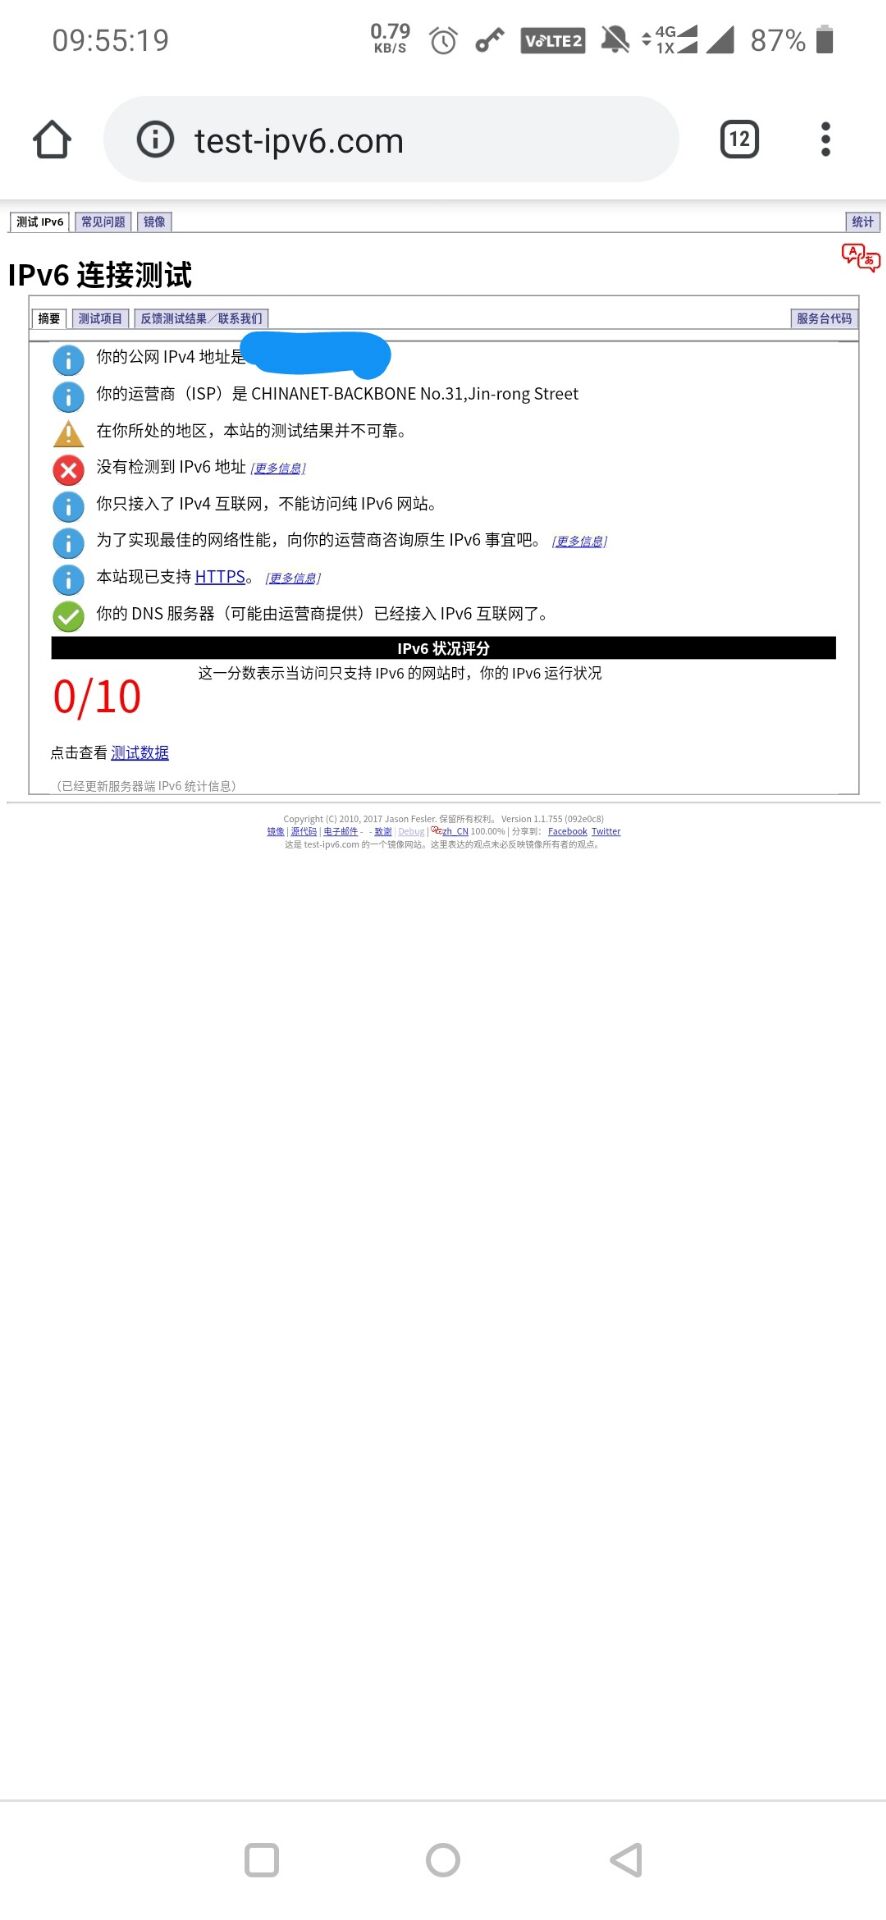 09:55:19 0.79 KB/S VoLTE2 4G 1X 87%
test-ipv6.com 12
测试 IPv6 常见问题 镜像 统计
IPv6 连接测试
摘要 测试项目 反馈测试结果／联系我们 服务台代码
你的公网 IPv4 地址是
你的运营商（ISP）是 CHINANET-BACKBONE No.31,Jin-rong Street
在你所处的地区，本站的测试结果并不可靠。
没有检测到 IPv6 地址 [更多信息]
你只接入了 IPv4 互联网，不能访问纯 IPv6 网站。
为了实现最佳的网络性能，向你的运营商咨询原生 IPv6 事宜吧。 [更多信息]
本站现已支持 HTTPS。 [更多信息]
你的 DNS 服务器（可能由运营商提供）已经接入 IPv6 互联网了。
IPv6 状况评分
这一分数表示当访问只支持 IPv6 的网站时，你的 IPv6 运行状况
0/10
点击查看 测试数据
（已经更新服务器端 IPv6 统计信息）
Copyright (C) 2010, 2017 Jason Fesler. 保留所有权利。 Version 1.1.755 (092e0c8)
镜像 | 源代码 | 电子邮件 - - 致谢 | Debug | zh_CN 100.00% | 分享到： Facebook Twitter
这是 test-ipv6.com 的一个镜像网站。这里表达的观点未必反映镜像所有者的观点。